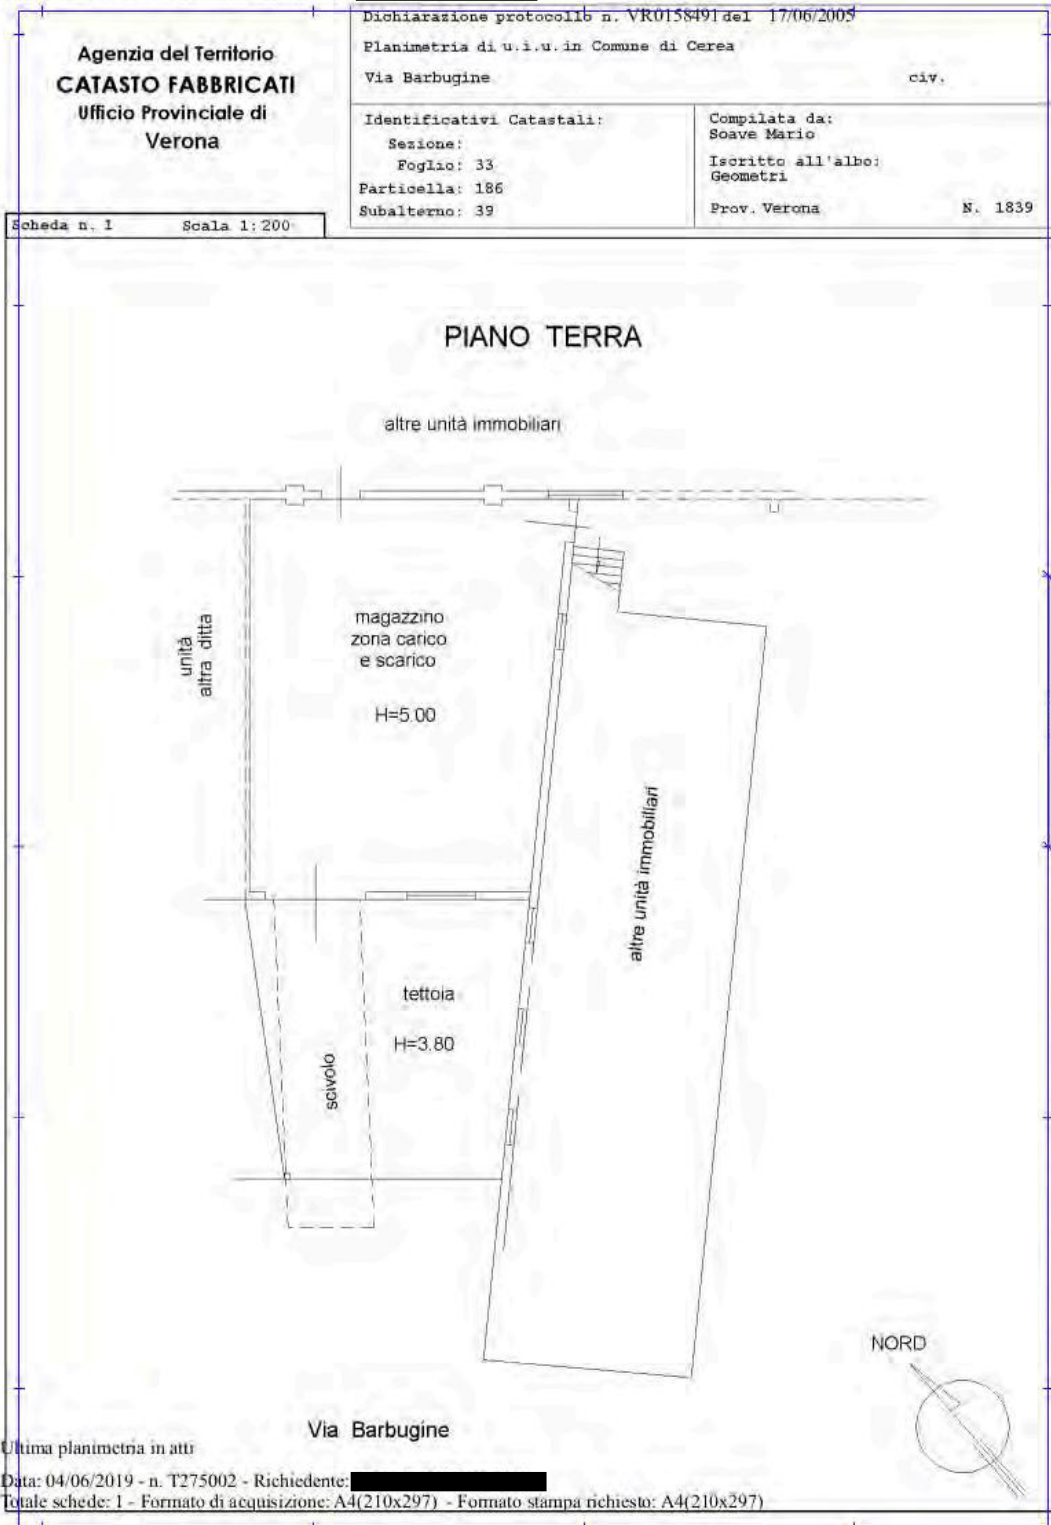 Agenzia del Territorio
CATASTO FABBRICATI
Ufficio Provinciale di
Verona
Dichiarazione protocollo n. VR0158491 del 17/06/2005
Planimetria di u.i.u. in Comune di Cerea
Via Barbugine civ.
Identificativi Catastali:
Sezione:
Foglio: 33
Particella: 186
Subalterno: 39
Compilata da:
Soave Mario
Iscritto all'albo:
Geometri
Prov. Verona N. 1839
Scheda n. 1 Scala 1:200
PIANO TERRA
altre unità immobiliari
unità
altra ditta
magazzino
zona carico
e scarico
H=5.00
altre unità immobiliari
tettoia
H=3.80
scivolo
NORD
Via Barbugine
Ultima planimetria in atti
Data: 04/06/2019 - n. T275002 - Richiedente:
Totale schede: 1 - Formato di acquisizione: A4(210x297) - Formato stampa richiesto: A4(210x297)